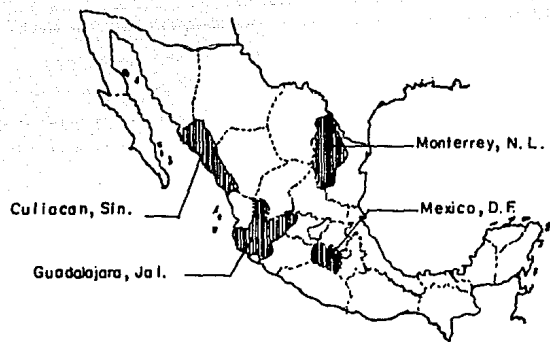 Monterrey, N.L.
Culiacan, Sin.
Mexico, D.F.
Guadalajara, Jal.